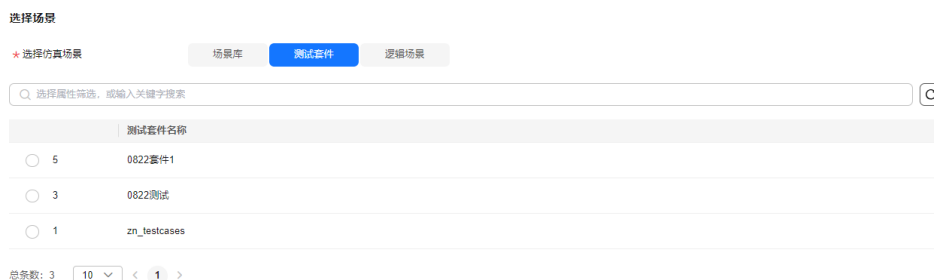 选择场景
* 选择仿真场景 场景库 测试套件 逻辑场景
选择属性筛选，或输入关键字搜索
测试套件名称
5 0822套件1
3 0822测试
1 zn_testcases
总条数: 3 10 < 1 >